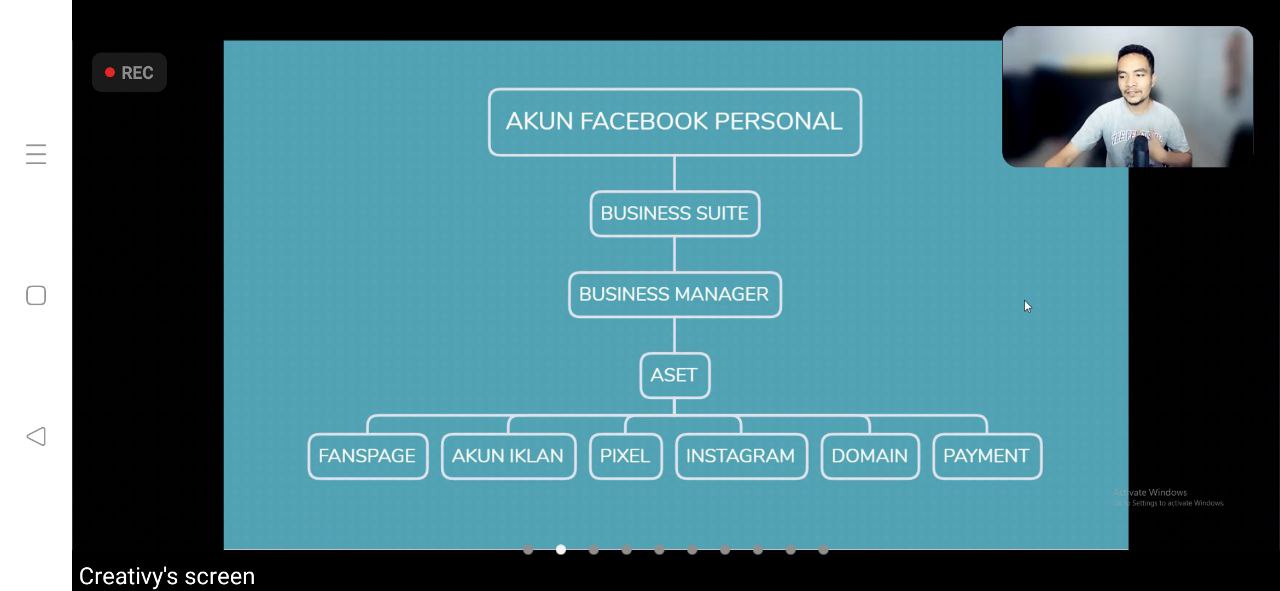 REC
AKUN FACEBOOK PERSONAL
BUSINESS SUITE
BUSINESS MANAGER
ASET
FANSPAGE
AKUN IKLAN
PIXEL
INSTAGRAM
DOMAIN
PAYMENT
Activate Windows
Go to Settings to activate Windows.
Creativy's screen